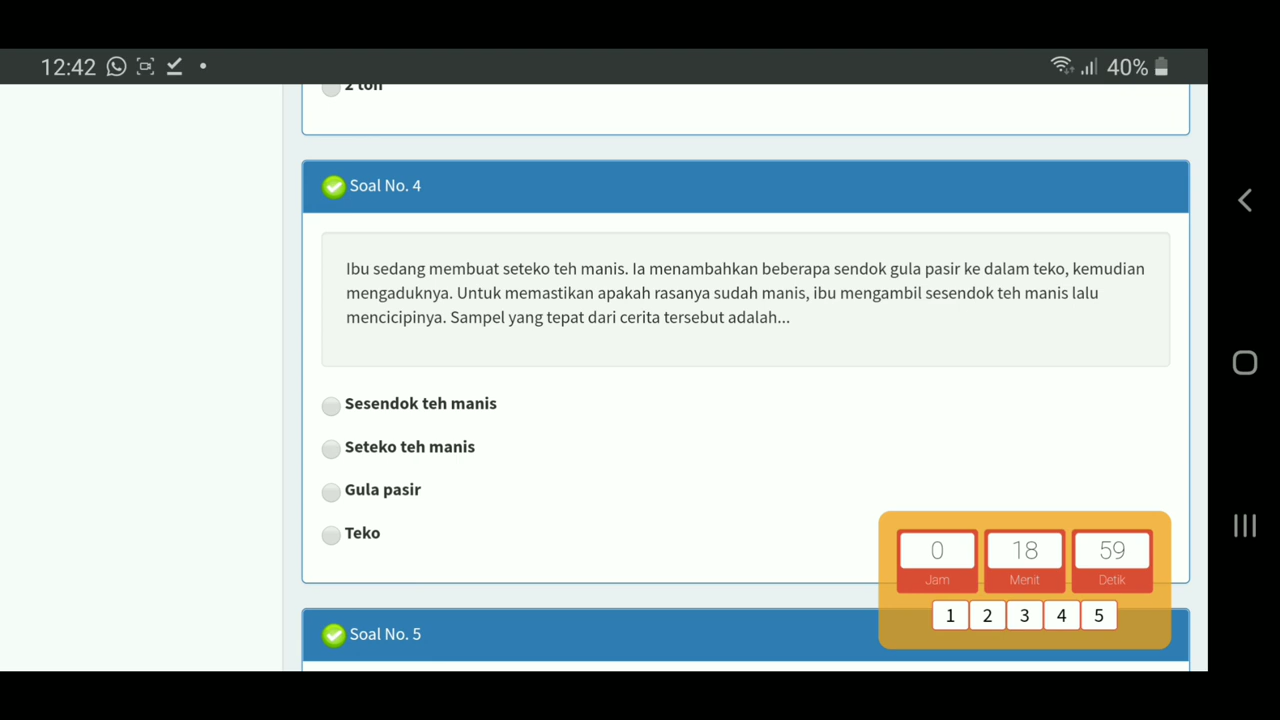 12:42
40%
2 ton
Soal No. 4
Ibu sedang membuat seteko teh manis. Ia menambahkan beberapa sendok gula pasir ke dalam teko, kemudian
mengaduknya. Untuk memastikan apakah rasanya sudah manis, ibu mengambil sesendok teh manis lalu
mencicipinya. Sampel yang tepat dari cerita tersebut adalah...
Sesendok teh manis
Seteko teh manis
Gula pasir
Teko
0 18 59
Jam Menit Detik
1 2 3 4 5
Soal No. 5